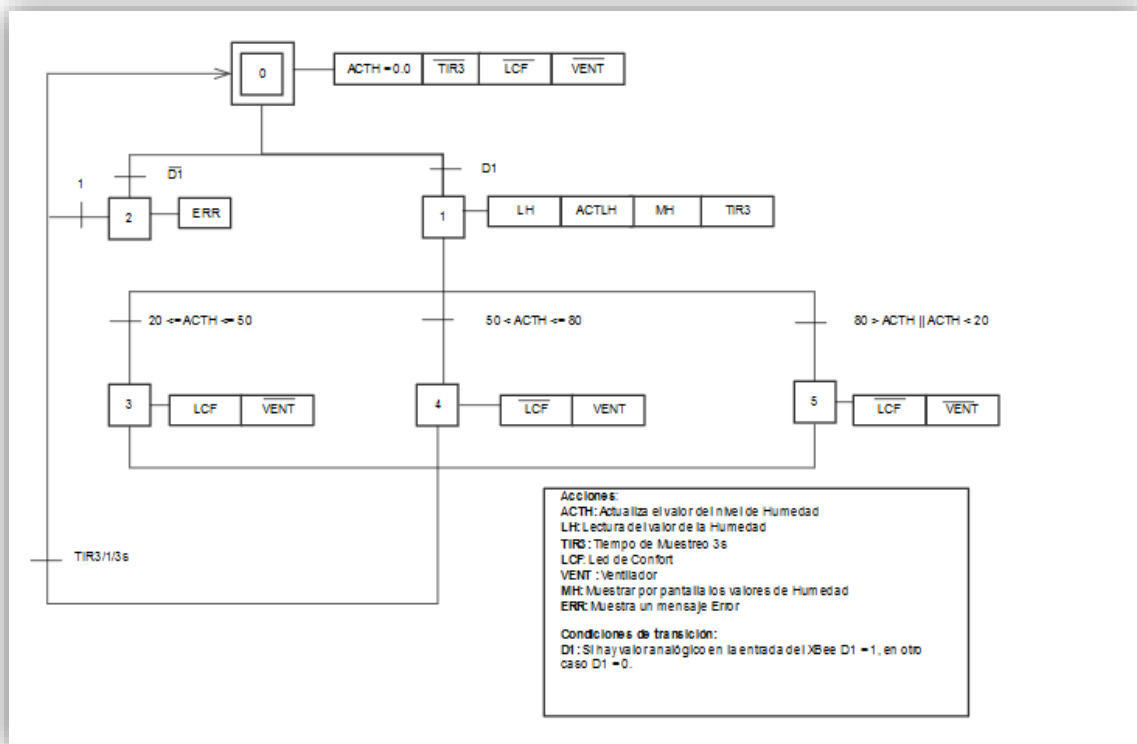 0
ACTH = 0.0 TIR3 LCF VENT
D1
D1
1
2
ERR
1
LH ACTLH MH TIR3
20 <= ACTH <= 50
50 < ACTH <= 80
80 > ACTH || ACTH < 20
3
LCF VENT
4
LCF VENT
5
LCF VENT
TIR3/1/3s
Acciones:
ACTH: Actualiza el valor del nivel de Humedad
LH: Lectura del valor de la Humedad
TIR3: Tiempo de Muestreo 3s
LCF: Led de Confort
VENT : Ventilador
MH: Muestrar por pantalla los valores de Humedad
ERR: Muestra un mensaje Error
Condiciones de transición:
D1: Si hay valor analógico en la entrada del XBee D1 = 1, en otro
caso D1 = 0.